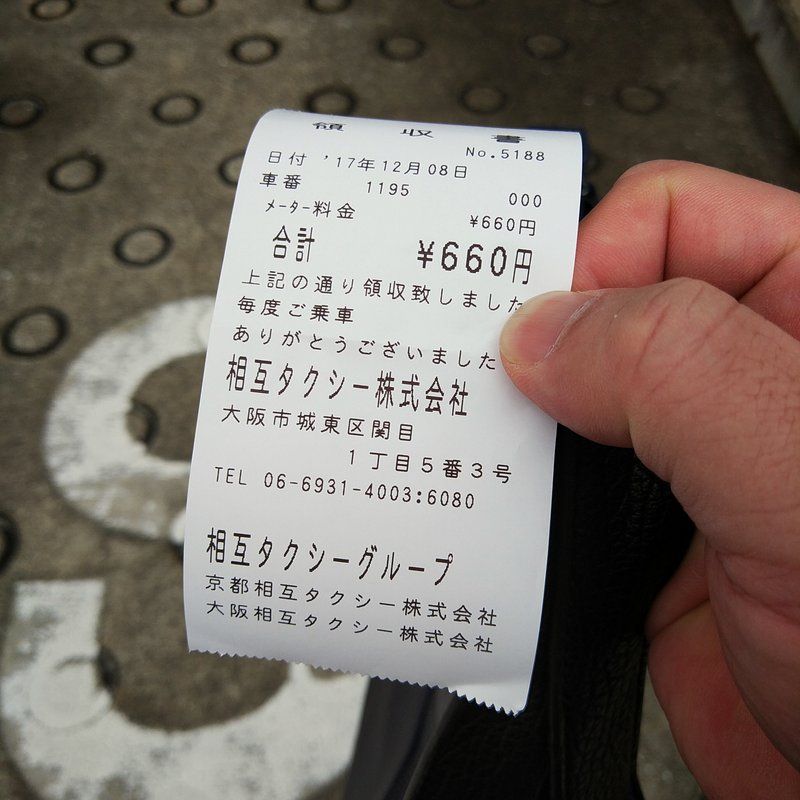 領収書
No.5188
日付 '17年12月08日
車番 1195 000
メーター料金 ¥660円
合計 ¥660円
上記の通り領収致しました
毎度ご乗車
ありがとうございました
相互タクシー株式会社
大阪市城東区関目
1丁目5番3号
TEL 06-6931-4003:6080
相互タクシーグループ
京都相互タクシー株式会社
大阪相互タクシー株式会社